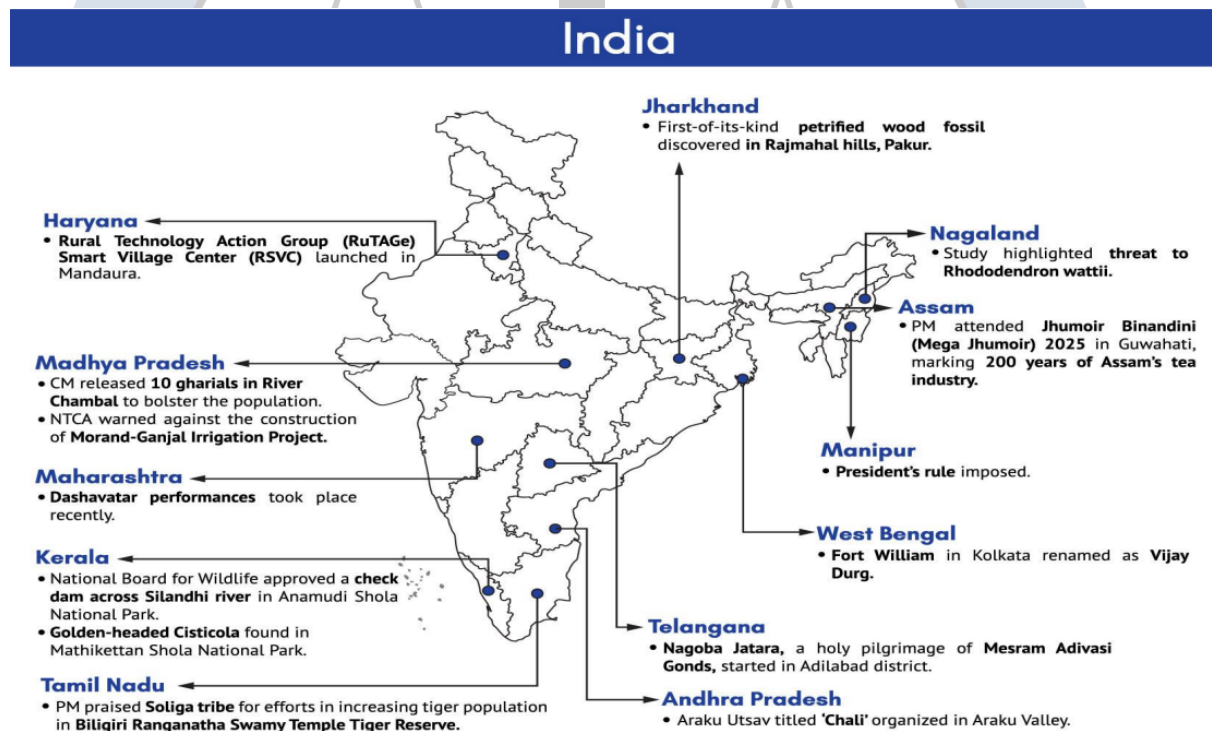 India
Jharkhand
• First-of-its-kind petrified wood fossil
discovered in Rajmahal hills, Pakur.
Haryana
• Rural Technology Action Group (RuTAGe)
Smart Village Center (RSVC) launched in
Mandaura.
Nagaland
• Study highlighted threat to
Rhododendron wattii.
Assam
• PM attended Jhumoir Binandini
(Mega Jhumoir) 2025 in Guwahati,
marking 200 years of Assam's tea
industry.
Madhya Pradesh
• CM released 10 gharials in River
Chambal to bolster the population.
• NTCA warned against the construction
of Morand-Ganjal Irrigation Project.
Manipur
• President's rule imposed.
Maharashtra
• Dashavatar performances took place
recently.
West Bengal
• Fort William in Kolkata renamed as Vijay
Durg.
Kerala
• National Board for Wildlife approved a check
dam across Silandhi river in Anamudi Shola
National Park.
• Golden-headed Cisticola found in
Mathikettan Shola National Park.
Telangana
• Nagoba Jatara, a holy pilgrimage of Mesram Adivasi
Gonds, started in Adilabad district.
Tamil Nadu
• PM praised Soliga tribe for efforts in increasing tiger population
in Biligiri Ranganatha Swamy Temple Tiger Reserve.
Andhra Pradesh
• Araku Utsav titled 'Chali' organized in Araku Valley.